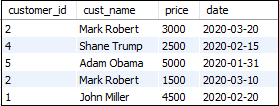 customer_id cust_name price date
2 Mark Robert 3000 2020-03-20
4 Shane Trump 2500 2020-02-15
5 Adam Obama 5000 2020-01-31
2 Mark Robert 1500 2020-03-10
1 John Miller 4500 2020-02-20